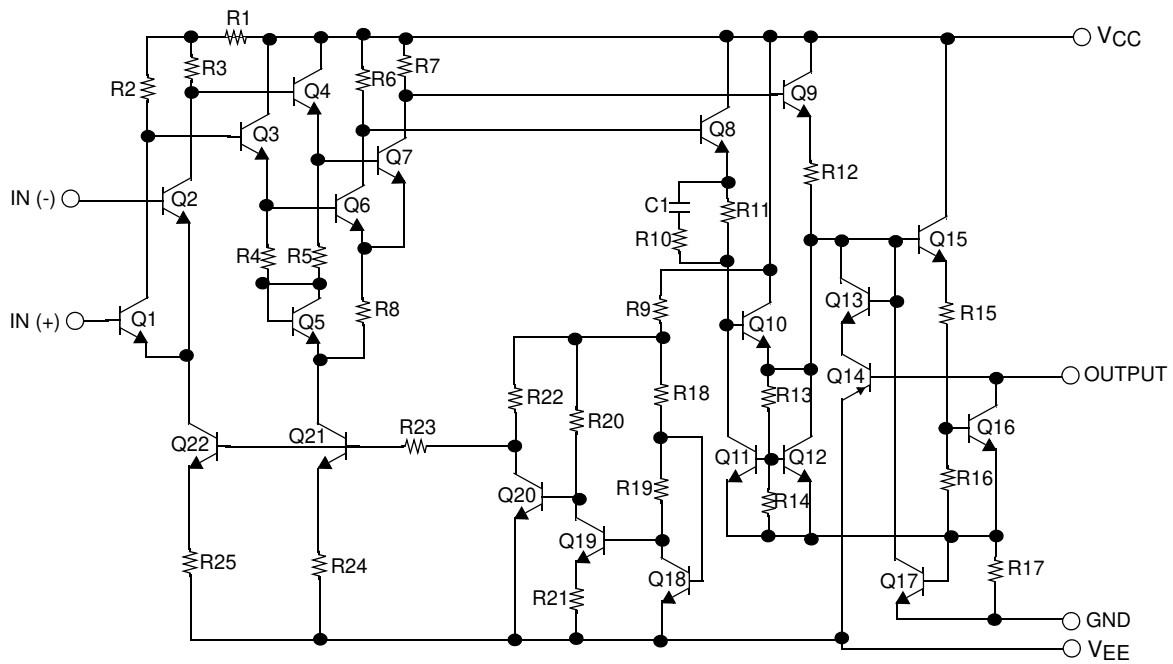 R1
VCC
R2
R3
Q4
R6
R7
Q9
Q3
Q8
Q7
R12
IN (-)
Q2
Q6
C1
R11
R10
Q15
R4
R5
Q13
R9
R8
R15
IN (+)
Q1
Q5
Q10
Q14
OUTPUT
R22
R18
R13
R20
R23
Q16
Q22
Q21
Q11
Q12
R19
R16
Q20
R14
Q19
R25
R24
Q18
Q17
R17
R21
GND
VEE